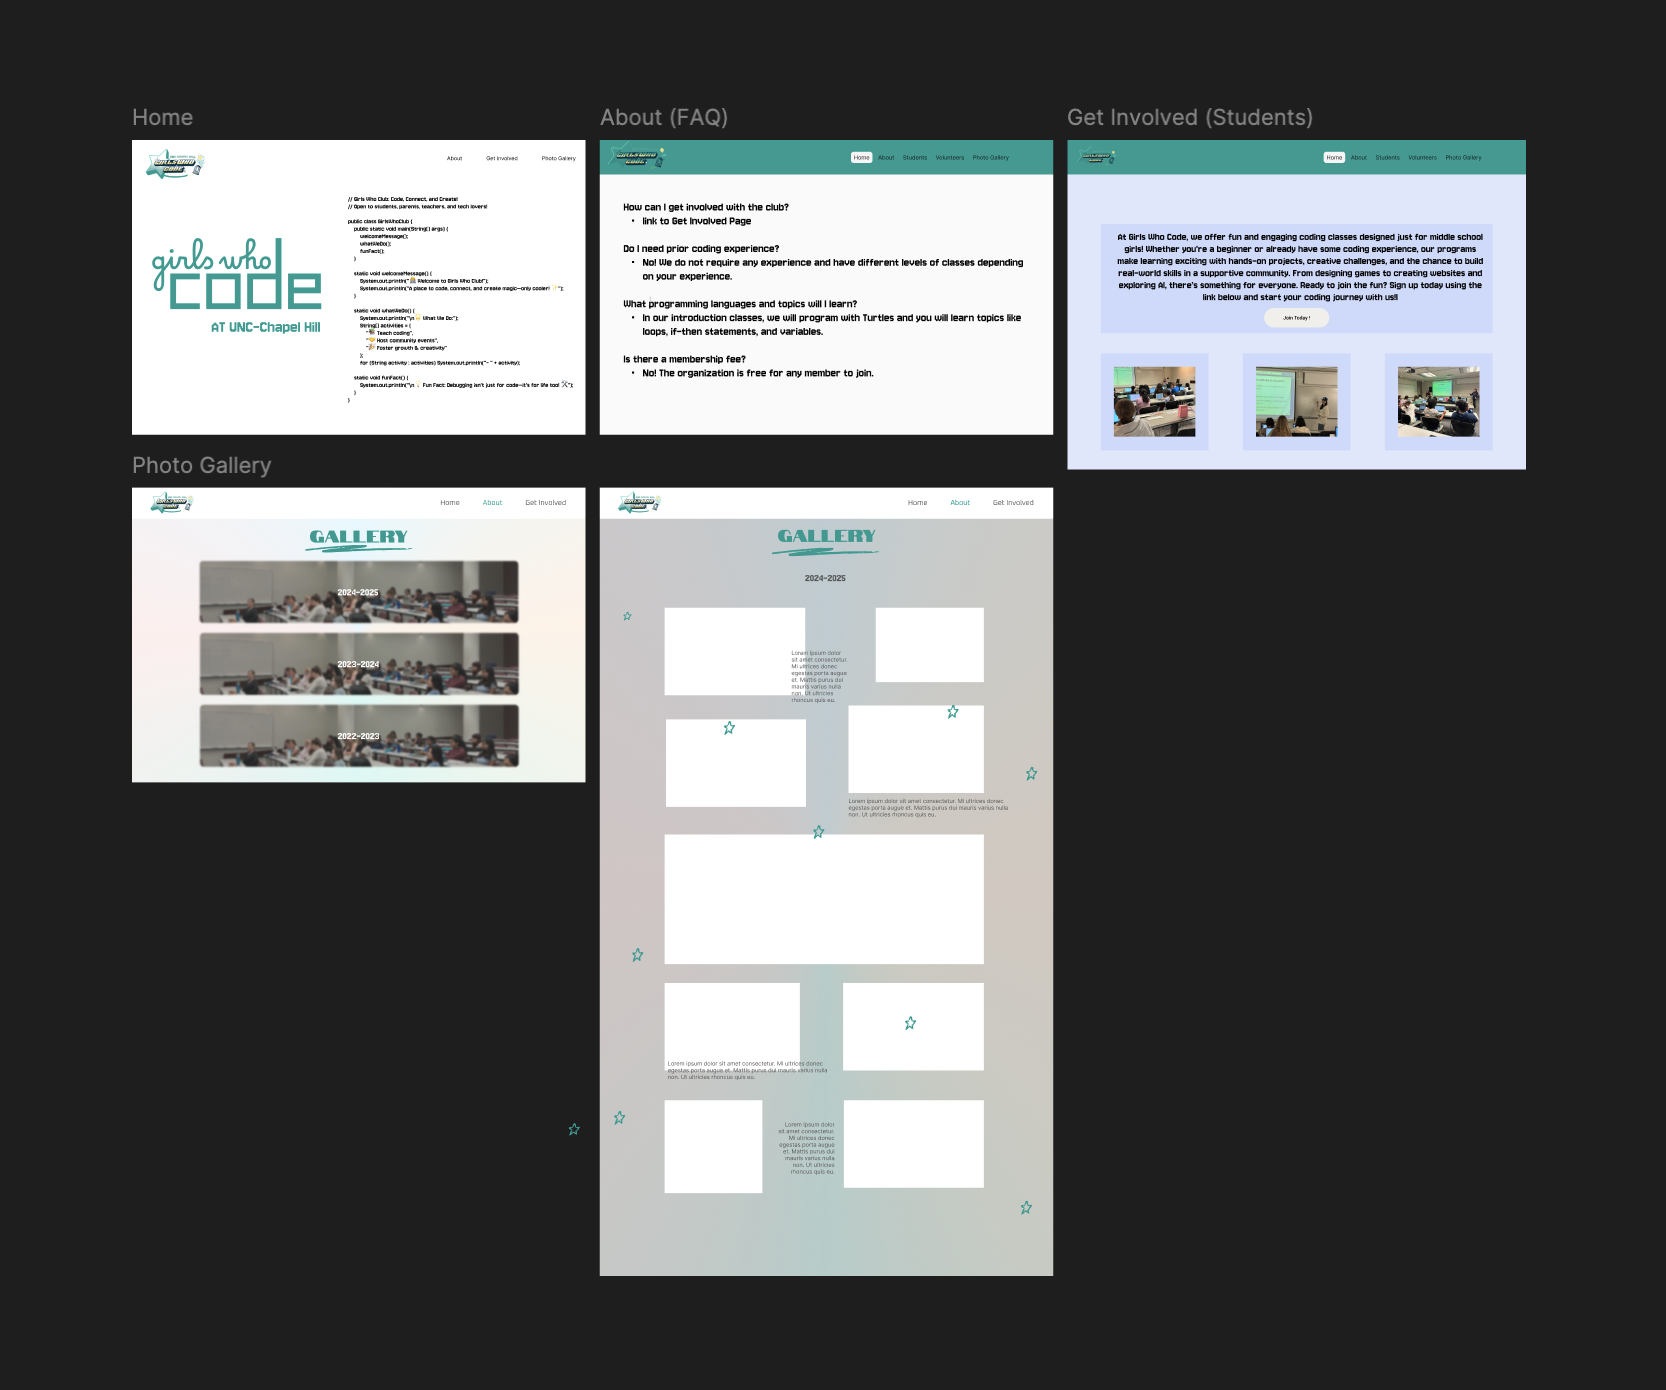 Home
About
Get Involved
Photo Gallery
GIRLS WHO
CODE
girls who
code
AT UNC-Chapel Hill
// Girls Who Club: Code, Connect, and Create!
// Open to students, parents, teachers, and tech lovers!
public class GirlsWhoClub {
public static void main(String[] args) {
welcomeMessage();
whatWeDo();
funFact();
}
static void welcomeMessage() {
System.out.println("👩‍💻 Welcome to Girls Who Club!");
System.out.println("A place to code, connect, and create magic—only cooler! ✨");
}
static void whatWeDo() {
System.out.println("\n👋 What We Do:");
String[] activities = {
"📚 Teach coding",
"🤝 Host community events",
"🎉 Foster growth & creativity"
};
for (String activity : activities) System.out.println("- " + activity);
static void funFact() {
System.out.println("\n💡 Fun Fact: Debugging isn't just for code—it's for life too! 🛠");
}
}
About (FAQ)
GIRLS WHO
CODE
Home
About
Students
Volunteers
Photo Gallery
How can I get involved with the club?
• link to Get Involved Page
Do I need prior coding experience?
• No! We do not require any experience and have different levels of classes depending
on your experience.
What programming languages and topics will I learn?
• In our introduction classes, we will program with Turtles and you will learn topics like
loops, if-then statements, and variables.
Is there a membership fee?
• No! The organization is free for any member to join.
Get Involved (Students)
GIRLS WHO
CODE
Home
About
Students
Volunteers
Photo Gallery
At Girls Who Code, we offer fun and engaging coding classes designed just for middle school
girls! Whether you're a beginner or already have some coding experience, our programs
make learning exciting with hands-on projects, creative challenges, and the chance to build
real-world skills in a supportive community. From designing games to creating websites and
exploring AI, there's something for everyone. Ready to join the fun? Sign up today using the
link below and start your coding journey with us!!
Join Today !
Photo Gallery
GIRLS WHO
CODE
Home
About
Get Involved
GALLERY
2024-2025
2023-2024
2022-2023
GIRLS WHO
CODE
Home
About
Get Involved
GALLERY
2024-2025
Lorem ipsum dolor
sit amet consectetur.
Mi ultrices donec
egestas porta augue
et. Mattis purus dui
mauris varius nulla
non. Ut ultricies
rhoncus quis eu.
Lorem ipsum dolor sit amet consectetur. Mi ultrices donec
egestas porta augue et. Mattis purus dui mauris varius nulla
non. Ut ultricies rhoncus quis eu.
Lorem ipsum dolor sit amet consectetur. Mi ultrices donec
egestas porta augue et. Mattis purus dui mauris varius nulla
non. Ut ultricies rhoncus quis eu.
Lorem ipsum dolor
sit amet consectetur.
Mi ultrices donec
egestas porta augue
et. Mattis purus dui
mauris varius nulla
non. Ut ultricies
rhoncus quis eu.